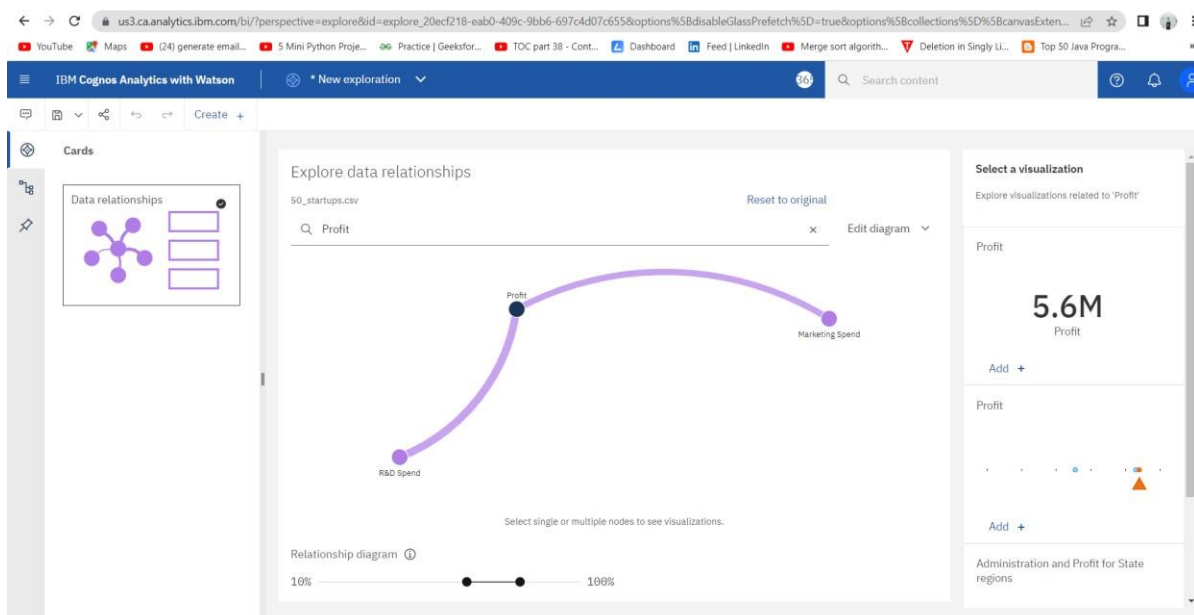 us3.ca.analytics.ibm.com/bi/?perspective=explore&id=explore_20ecf218-eab0-409c-9bb6-697c4d07c655&options%5BdisableGlassPrefetch%5D=true&options%5Bcollections%5D%5BcanvasExten...
YouTube Maps (24) generate email... 5 Mini Python Proje... Practice | Geeksfor... TOC part 38 - Cont... Dashboard Feed | LinkedIn Merge sort algorith... Deletion in Singly Li... Top 50 Java Progra...
IBM Cognos Analytics with Watson * New exploration Search content
Create +
Cards
Data relationships
Explore data relationships
50_startups.csv Reset to original
Profit Edit diagram
Profit
Marketing Spend
R&D Spend
Select single or multiple nodes to see visualizations.
Relationship diagram
10% 100%
Select a visualization
Explore visualizations related to 'Profit'
Profit
5.6M
Profit
Add +
Profit
Add +
Administration and Profit for State
regions